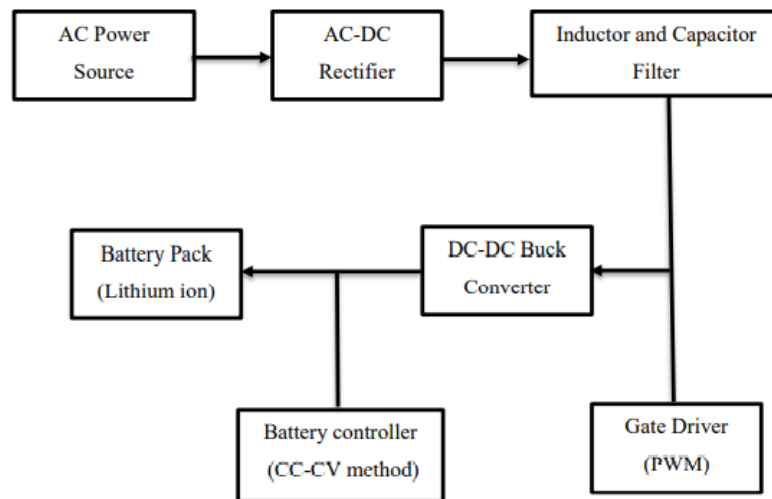 AC Power
Source
AC-DC
Rectifier
Inductor and Capacitor
Filter
Battery Pack
(Lithium ion)
DC-DC Buck
Converter
Battery controller
(CC-CV method)
Gate Driver
(PWM)